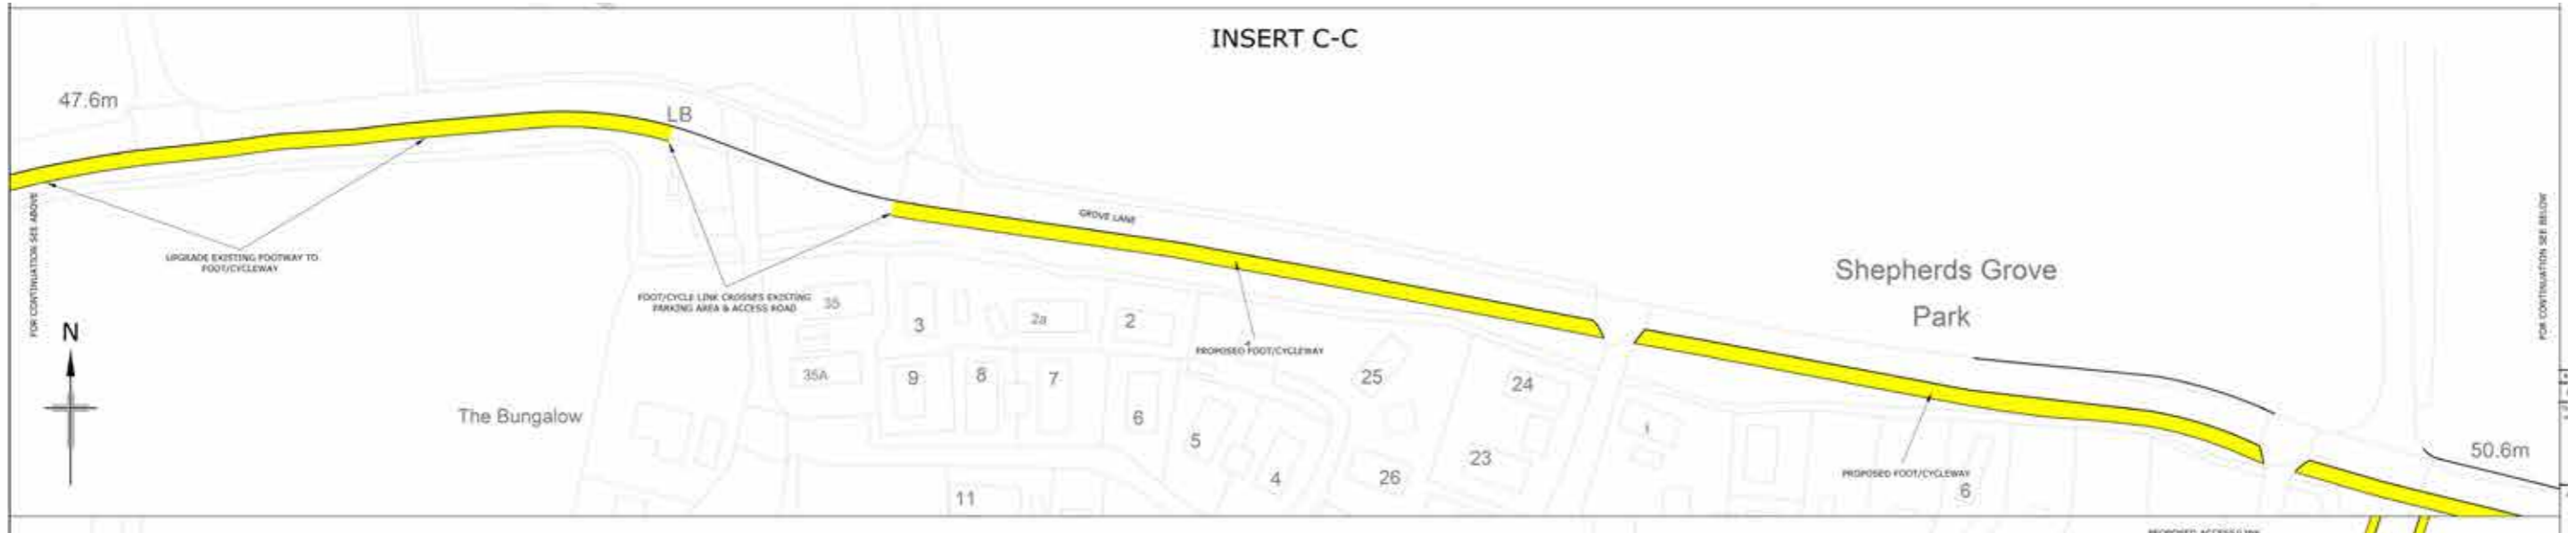 INSERT C-C
47.6m
LB
FOR CONTINUATION SEE ABOVE
UPGRADE EXISTING FOOTWAY TO
FOOT/CYCLEWAY
GROVE LANE
FOOT/CYCLE LINK CROSSES EXISTING
PARKING AREA & ACCESS ROAD
Shepherds Grove
Park
FOR CONTINUATION SEE BELOW
N
35
3
2a
2
PROPOSED FOOT/CYCLEWAY
35A
9
8
7
6
25
24
The Bungalow
5
4
26
23
1
11
PROPOSED FOOT/CYCLEWAY
6
50.6m